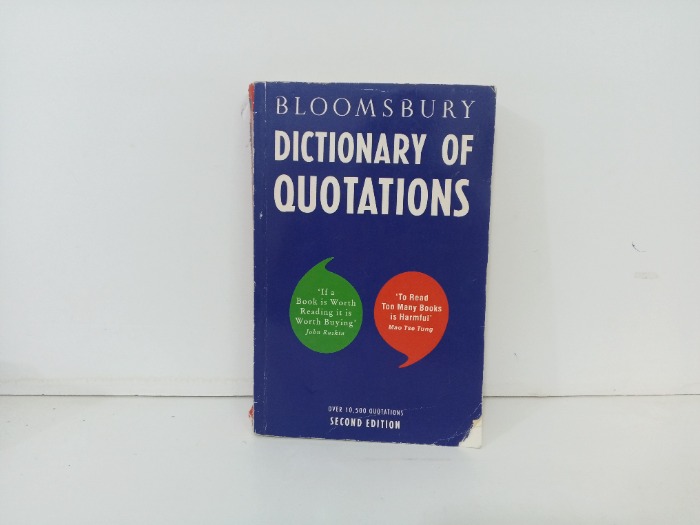 BLOOMSBURY
DICTIONARY OF
QUOTATIONS
'If a
Book is Worth
Reading it is
Worth Buying'
John Ruskin
'To Read
Too Many Books
is Harmful'
Mao Tse Tung
OVER 10,500 QUOTATIONS
SECOND EDITION